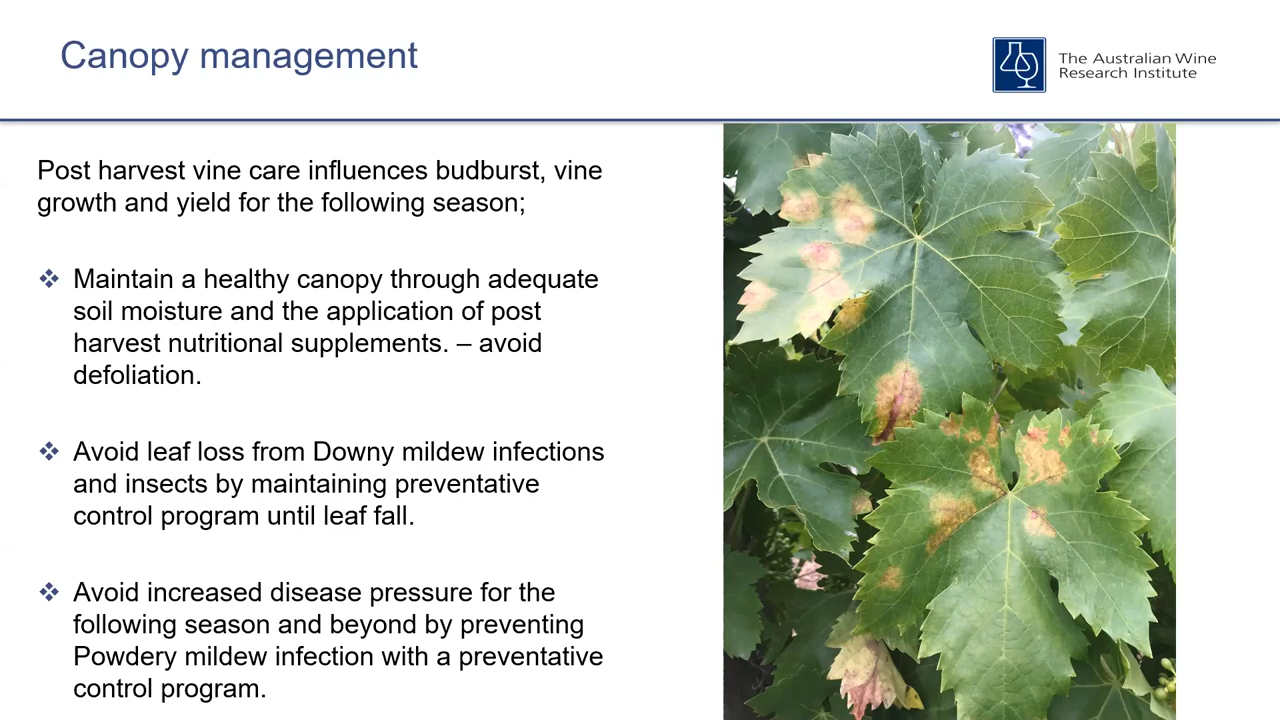 Canopy management
The Australian Wine
Research Institute
Post harvest vine care influences budburst, vine
growth and yield for the following season;
❖ Maintain a healthy canopy through adequate
soil moisture and the application of post
harvest nutritional supplements. – avoid
defoliation.
❖ Avoid leaf loss from Downy mildew infections
and insects by maintaining preventative
control program until leaf fall.
❖ Avoid increased disease pressure for the
following season and beyond by preventing
Powdery mildew infection with a preventative
control program.